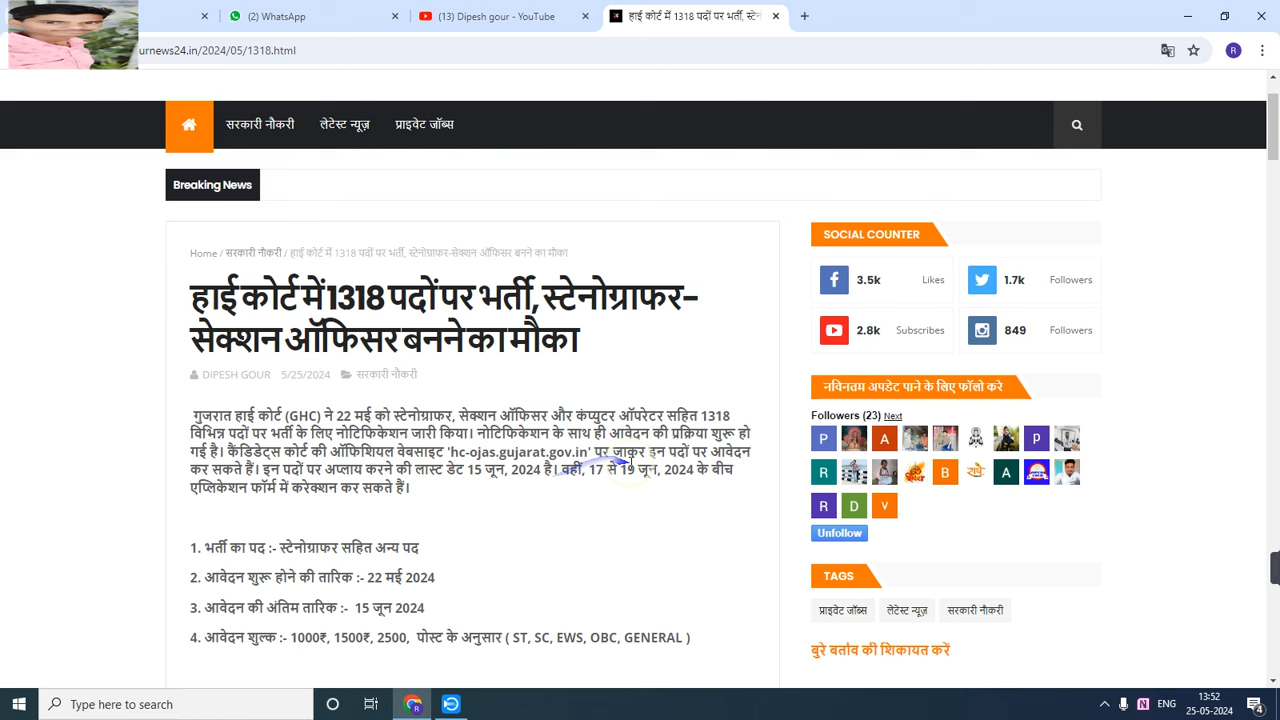 (2) WhatsApp
(13) Dipesh gour - YouTube
हाई कोर्ट में 1318 पदों पर भर्ती, स्टेन
urnews24.in/2024/05/1318.html
R
सरकारी नौकरी लेटेस्ट न्यूज़ प्राइवेट जॉब्स
Breaking News
Home / सरकारी नौकरी / हाई कोर्ट में 1318 पदों पर भर्ती, स्टेनोग्राफर-सेक्शन ऑफिसर बनने का मौका
हाई कोर्ट में 1318 पदों पर भर्ती, स्टेनोग्राफर-
सेक्शन ऑफिसर बनने का मौका
DIPESH GOUR 5/25/2024 सरकारी नौकरी
गुजरात हाई कोर्ट (GHC) ने 22 मई को स्टेनोग्राफर, सेक्शन ऑफिसर और कंप्युटर ऑपरेटर सहित 1318
विभिन्न पदों पर भर्ती के लिए नोटिफिकेशन जारी किया। नोटिफिकेशन के साथ ही आवेदन की प्रक्रिया शुरू हो
गई है। कैंडिडेट्स कोर्ट की ऑफिशियल वेबसाइट 'hc-ojas.gujarat.gov.in' पर जाकर इन पदों पर आवेदन
कर सकते हैं। इन पदों पर अप्लाय करने की लास्ट डेट 15 जून, 2024 है। वहीं, 17 से 19 जून, 2024 के बीच
एप्लिकेशन फॉर्म में करेक्शन कर सकते हैं।
1. भर्ती का पद :- स्टेनोग्राफर सहित अन्य पद
2. आवेदन शुरू होने की तारिक :- 22 मई 2024
3. आवेदन की अंतिम तारिक :- 15 जून 2024
4. आवेदन शुल्क :- 1000₹, 1500₹, 2500, पोस्ट के अनुसार ( ST, SC, EWS, OBC, GENERAL )
SOCIAL COUNTER
3.5k Likes 1.7k Followers
2.8k Subscribes 849 Followers
नविनतम अपडेट पाने के लिए फॉलो करे
Followers (23) Next
P A P
R B A
R D V
Unfollow
TAGS
प्राइवेट जॉब्स लेटेस्ट न्यूज़ सरकारी नौकरी
बुरे बर्ताव की शिकायत करें
Type here to search
ENG
13:52
25-05-2024
4